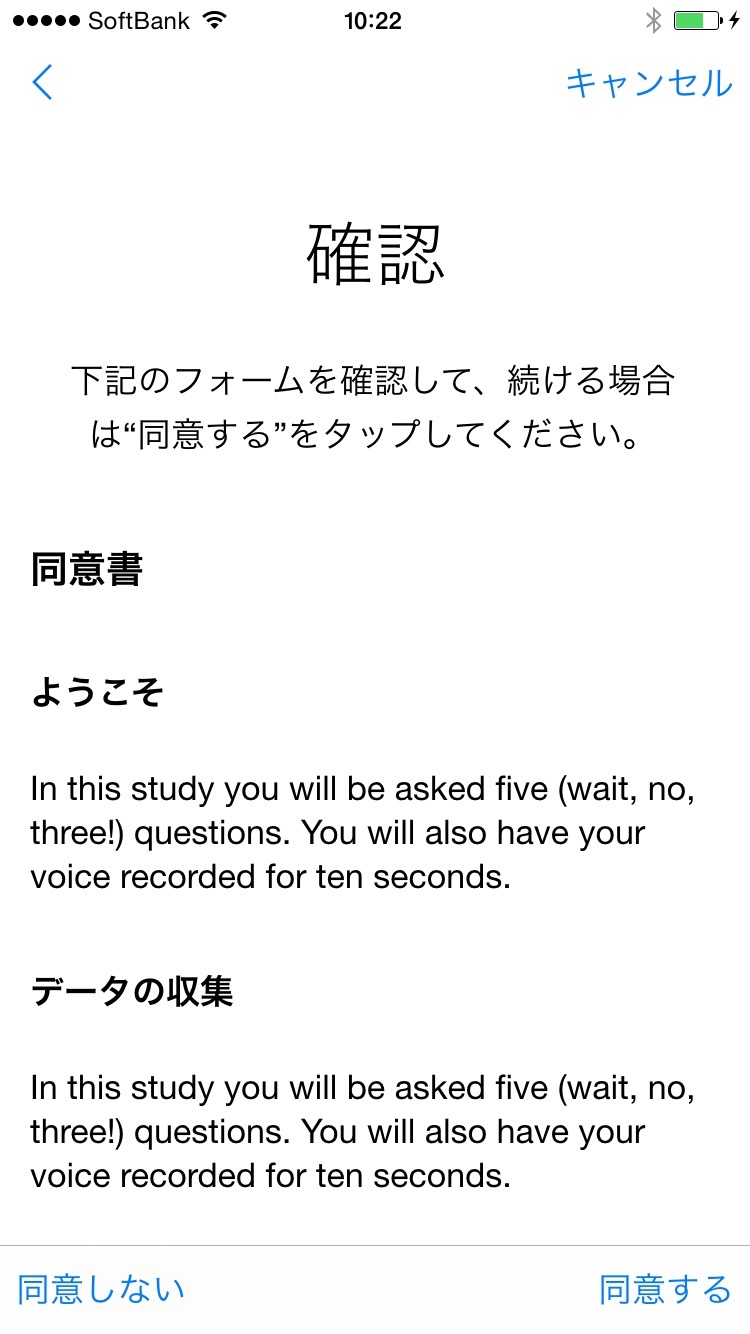 SoftBank 10:22
キャンセル
確認
下記のフォームを確認して、続ける場合
は“同意する”をタップしてください。
同意書
ようこそ
In this study you will be asked five (wait, no,
three!) questions. You will also have your
voice recorded for ten seconds.
データの収集
In this study you will be asked five (wait, no,
three!) questions. You will also have your
voice recorded for ten seconds.
同意しない 同意する